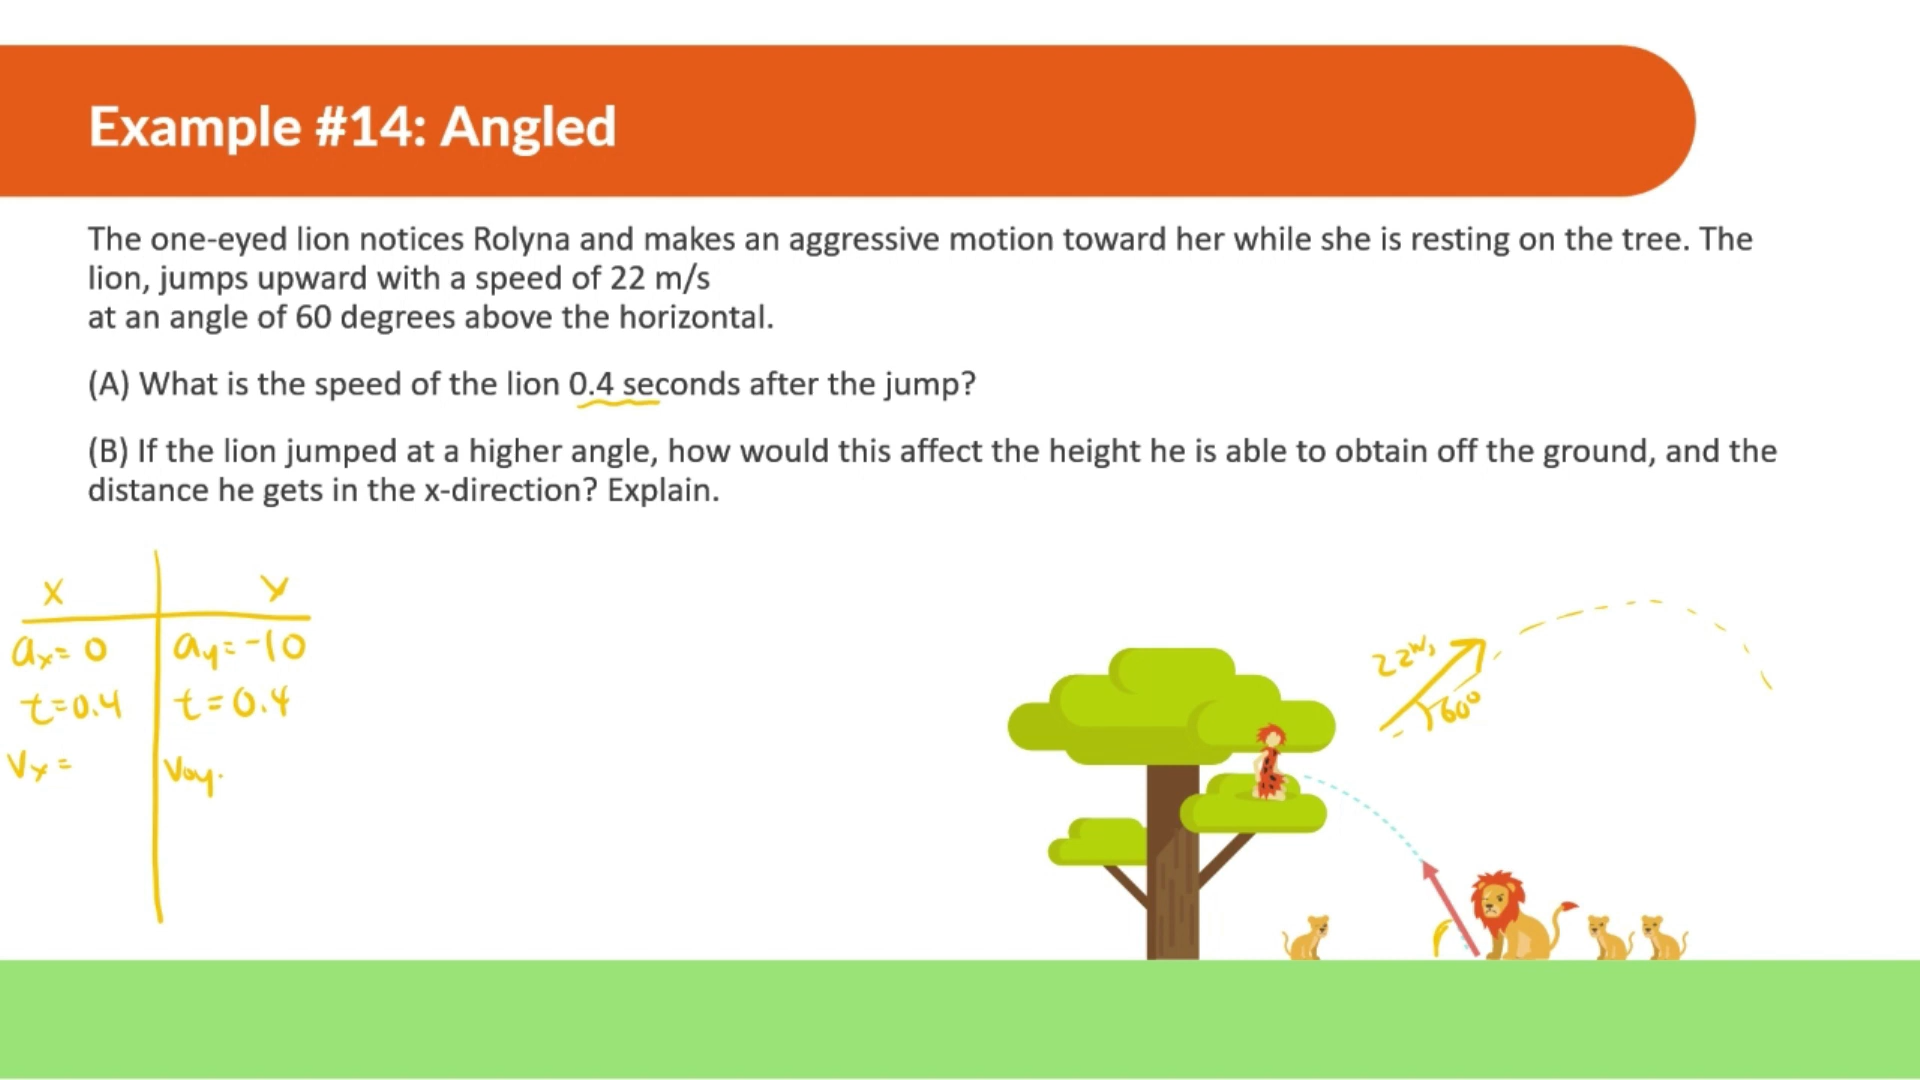 Example #14: Angled
The one-eyed lion notices Rolyna and makes an aggressive motion toward her while she is resting on the tree. The
lion, jumps upward with a speed of 22 m/s
at an angle of 60 degrees above the horizontal.
(A) What is the speed of the lion 0.4 seconds after the jump?
(B) If the lion jumped at a higher angle, how would this affect the height he is able to obtain off the ground, and the
distance he gets in the x-direction? Explain.
x y
ax = 0 ay = -10
t = 0.4 t = 0.4
vx = voy
22 m/s
60°